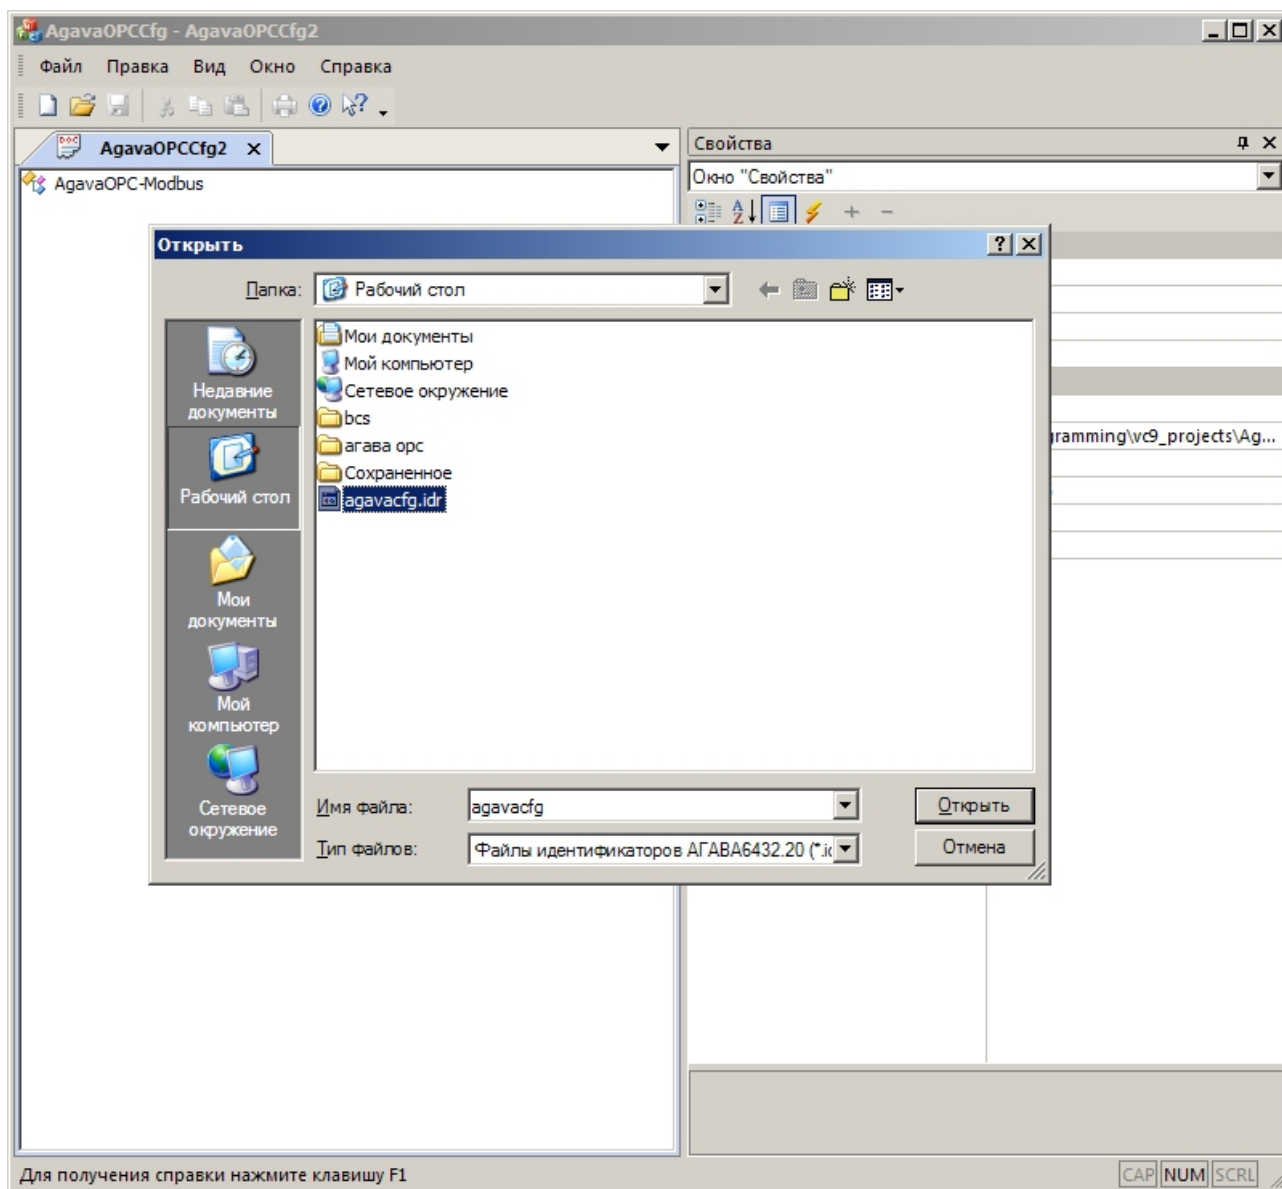 AgavaOPCCfg - AgavaOPCCfg2
Файл Правка Вид Окно Справка
AgavaOPCCfg2
Свойства
AgavaOPC-Modbus
Окно "Свойства"
Открыть
Папка: Рабочий стол
Недавние
документы
Рабочий стол
Мои
документы
Мой
компьютер
Сетевое
окружение
Мои документы
Мой компьютер
Сетевое окружение
bcs
агава орс
Сохраненное
agavacfg.idr
ramming\vc9_projects\Ag...
Имя файла: agavacfg
Открыть
Тип файлов: Файлы идентификаторов АГАВА6432.20 (*.ic
Отмена
Для получения справки нажмите клавишу F1
CAP NUM SCRL